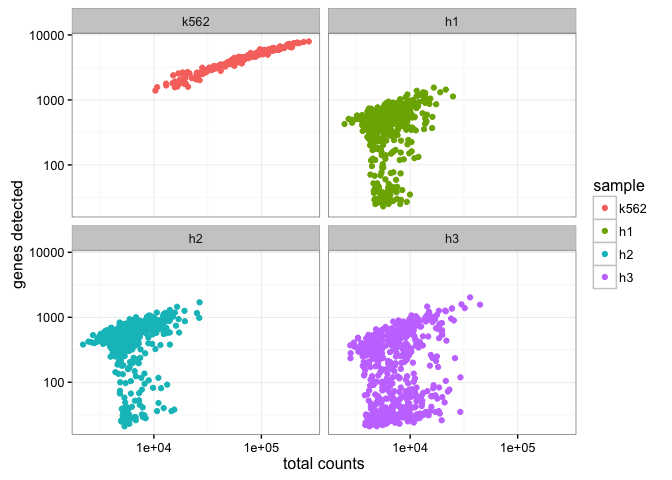 k562 h1
10000
1000
100
genes detected
sample
k562
h1
h2
h3
h2 h3
10000
1000
100
1e+04 1e+05 1e+04 1e+05
total counts